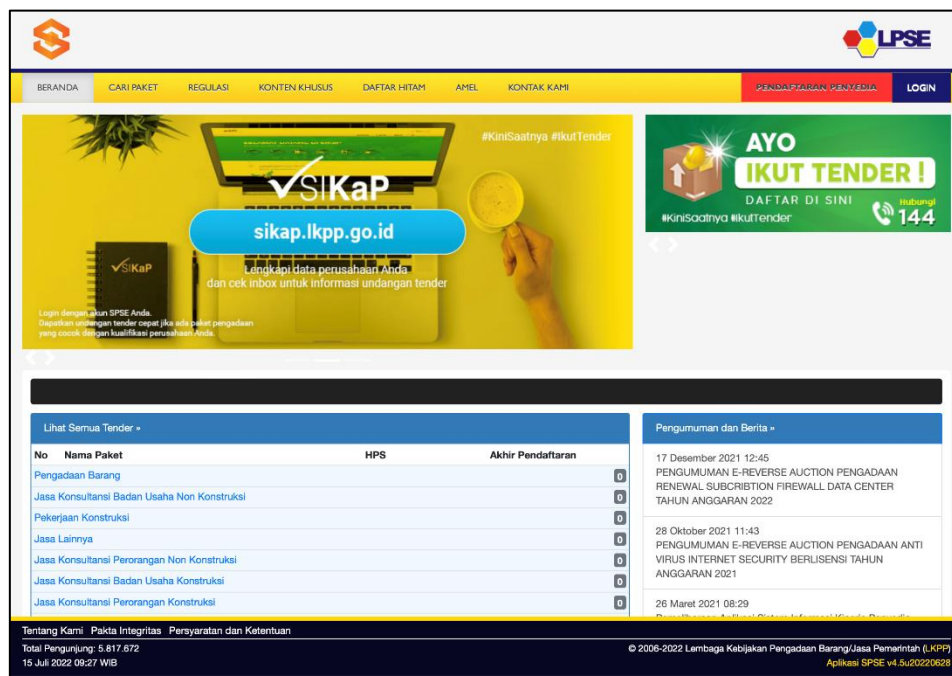 LPSE
BERANDA CARI PAKET REGULASI KONTEN KHUSUS DAFTAR HITAM AMEL KONTAK KAMI PENDAFTARAN PENYEDIA LOGIN
#KiniSaatnya #IkutTender
SIKaP
sikap.lkpp.go.id
Lengkapi data perusahaan Anda
dan cek inbox untuk informasi undangan tender
SIKaP
Login dengan akun SPSE Anda.
Dapatkan undangan tender cepat jika ada paket pengadaan
yang cocok dengan kualifikasi perusahaan Anda.
AYO
IKUT TENDER !
DAFTAR DI SINI
#KiniSaatnya #IkutTender
Hubungi
144
Lihat Semua Tender »
No Nama Paket HPS Akhir Pendaftaran
Pengadaan Barang 0
Jasa Konsultansi Badan Usaha Non Konstruksi 0
Pekerjaan Konstruksi 0
Jasa Lainnya 0
Jasa Konsultansi Perorangan Non Konstruksi 0
Jasa Konsultansi Badan Usaha Konstruksi 0
Jasa Konsultansi Perorangan Konstruksi 0
Pengumuman dan Berita »
17 Desember 2021 12:45
PENGUMUMAN E-REVERSE AUCTION PENGADAAN
RENEWAL SUBCRIBTION FIREWALL DATA CENTER
TAHUN ANGGARAN 2022
28 Oktober 2021 11:43
PENGUMUMAN E-REVERSE AUCTION PENGADAAN ANTI
VIRUS INTERNET SECURITY BERLISENSI TAHUN
ANGGARAN 2021
26 Maret 2021 08:29
Tentang Kami Pakta Integritas Persyaratan dan Ketentuan
Total Pengunjung: 5.817.672
15 Juli 2022 09:27 WIB
© 2006-2022 Lembaga Kebijakan Pengadaan Barang/Jasa Pemerintah (LKPP)
Aplikasi SPSE v4.5u20220628